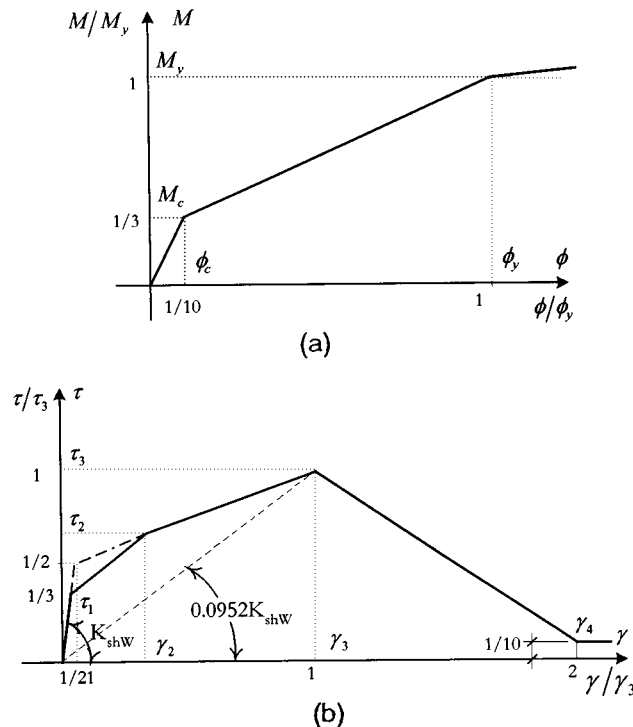 M/M_y M
M_y
1
M_c
1/3
ϕ_c ϕ_y ϕ
1/10 1 ϕ/ϕ_y
(a)
τ/τ_3 τ
τ_3
1
τ_2
1/2
1/3
τ_1
0.0952K_shW
K_shW
γ_2 γ_3 γ_4 γ
1/10
1/21 1 2 γ/γ_3
(b)